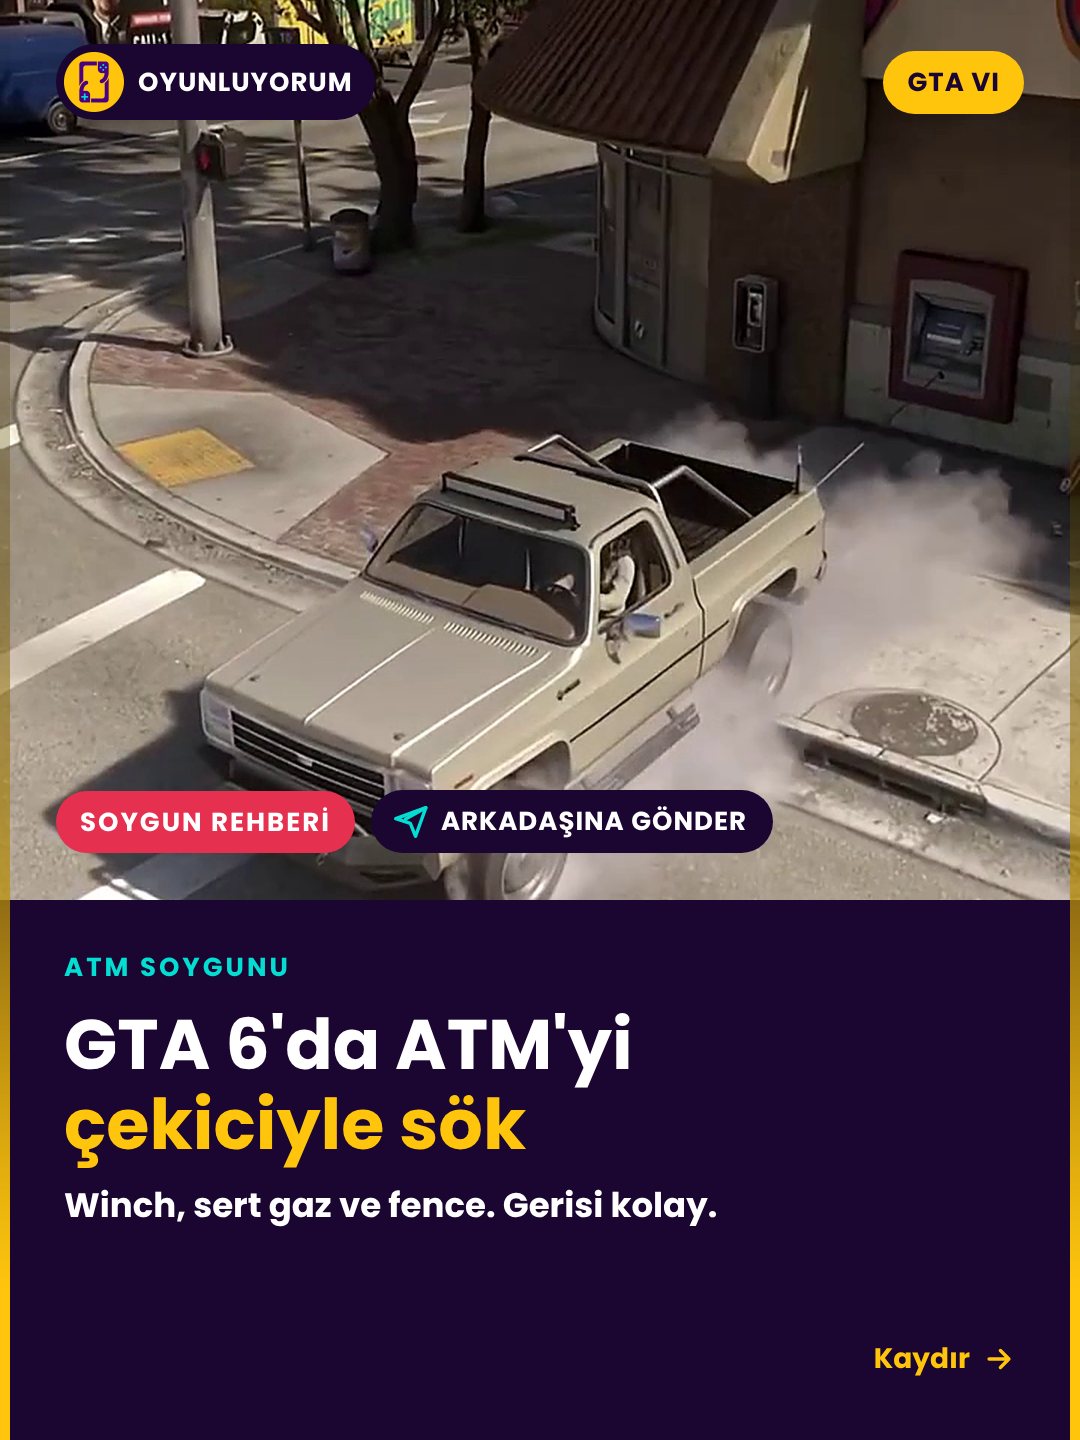 OYUNLUYORUM
GTA VI
SOYGUN REHBERİ
ARKADAŞINA GÖNDER
ATM SOYGUNU
GTA 6'da ATM'yi
çekiciyle sök
Winch, sert gaz ve fence. Gerisi kolay.
Kaydır →